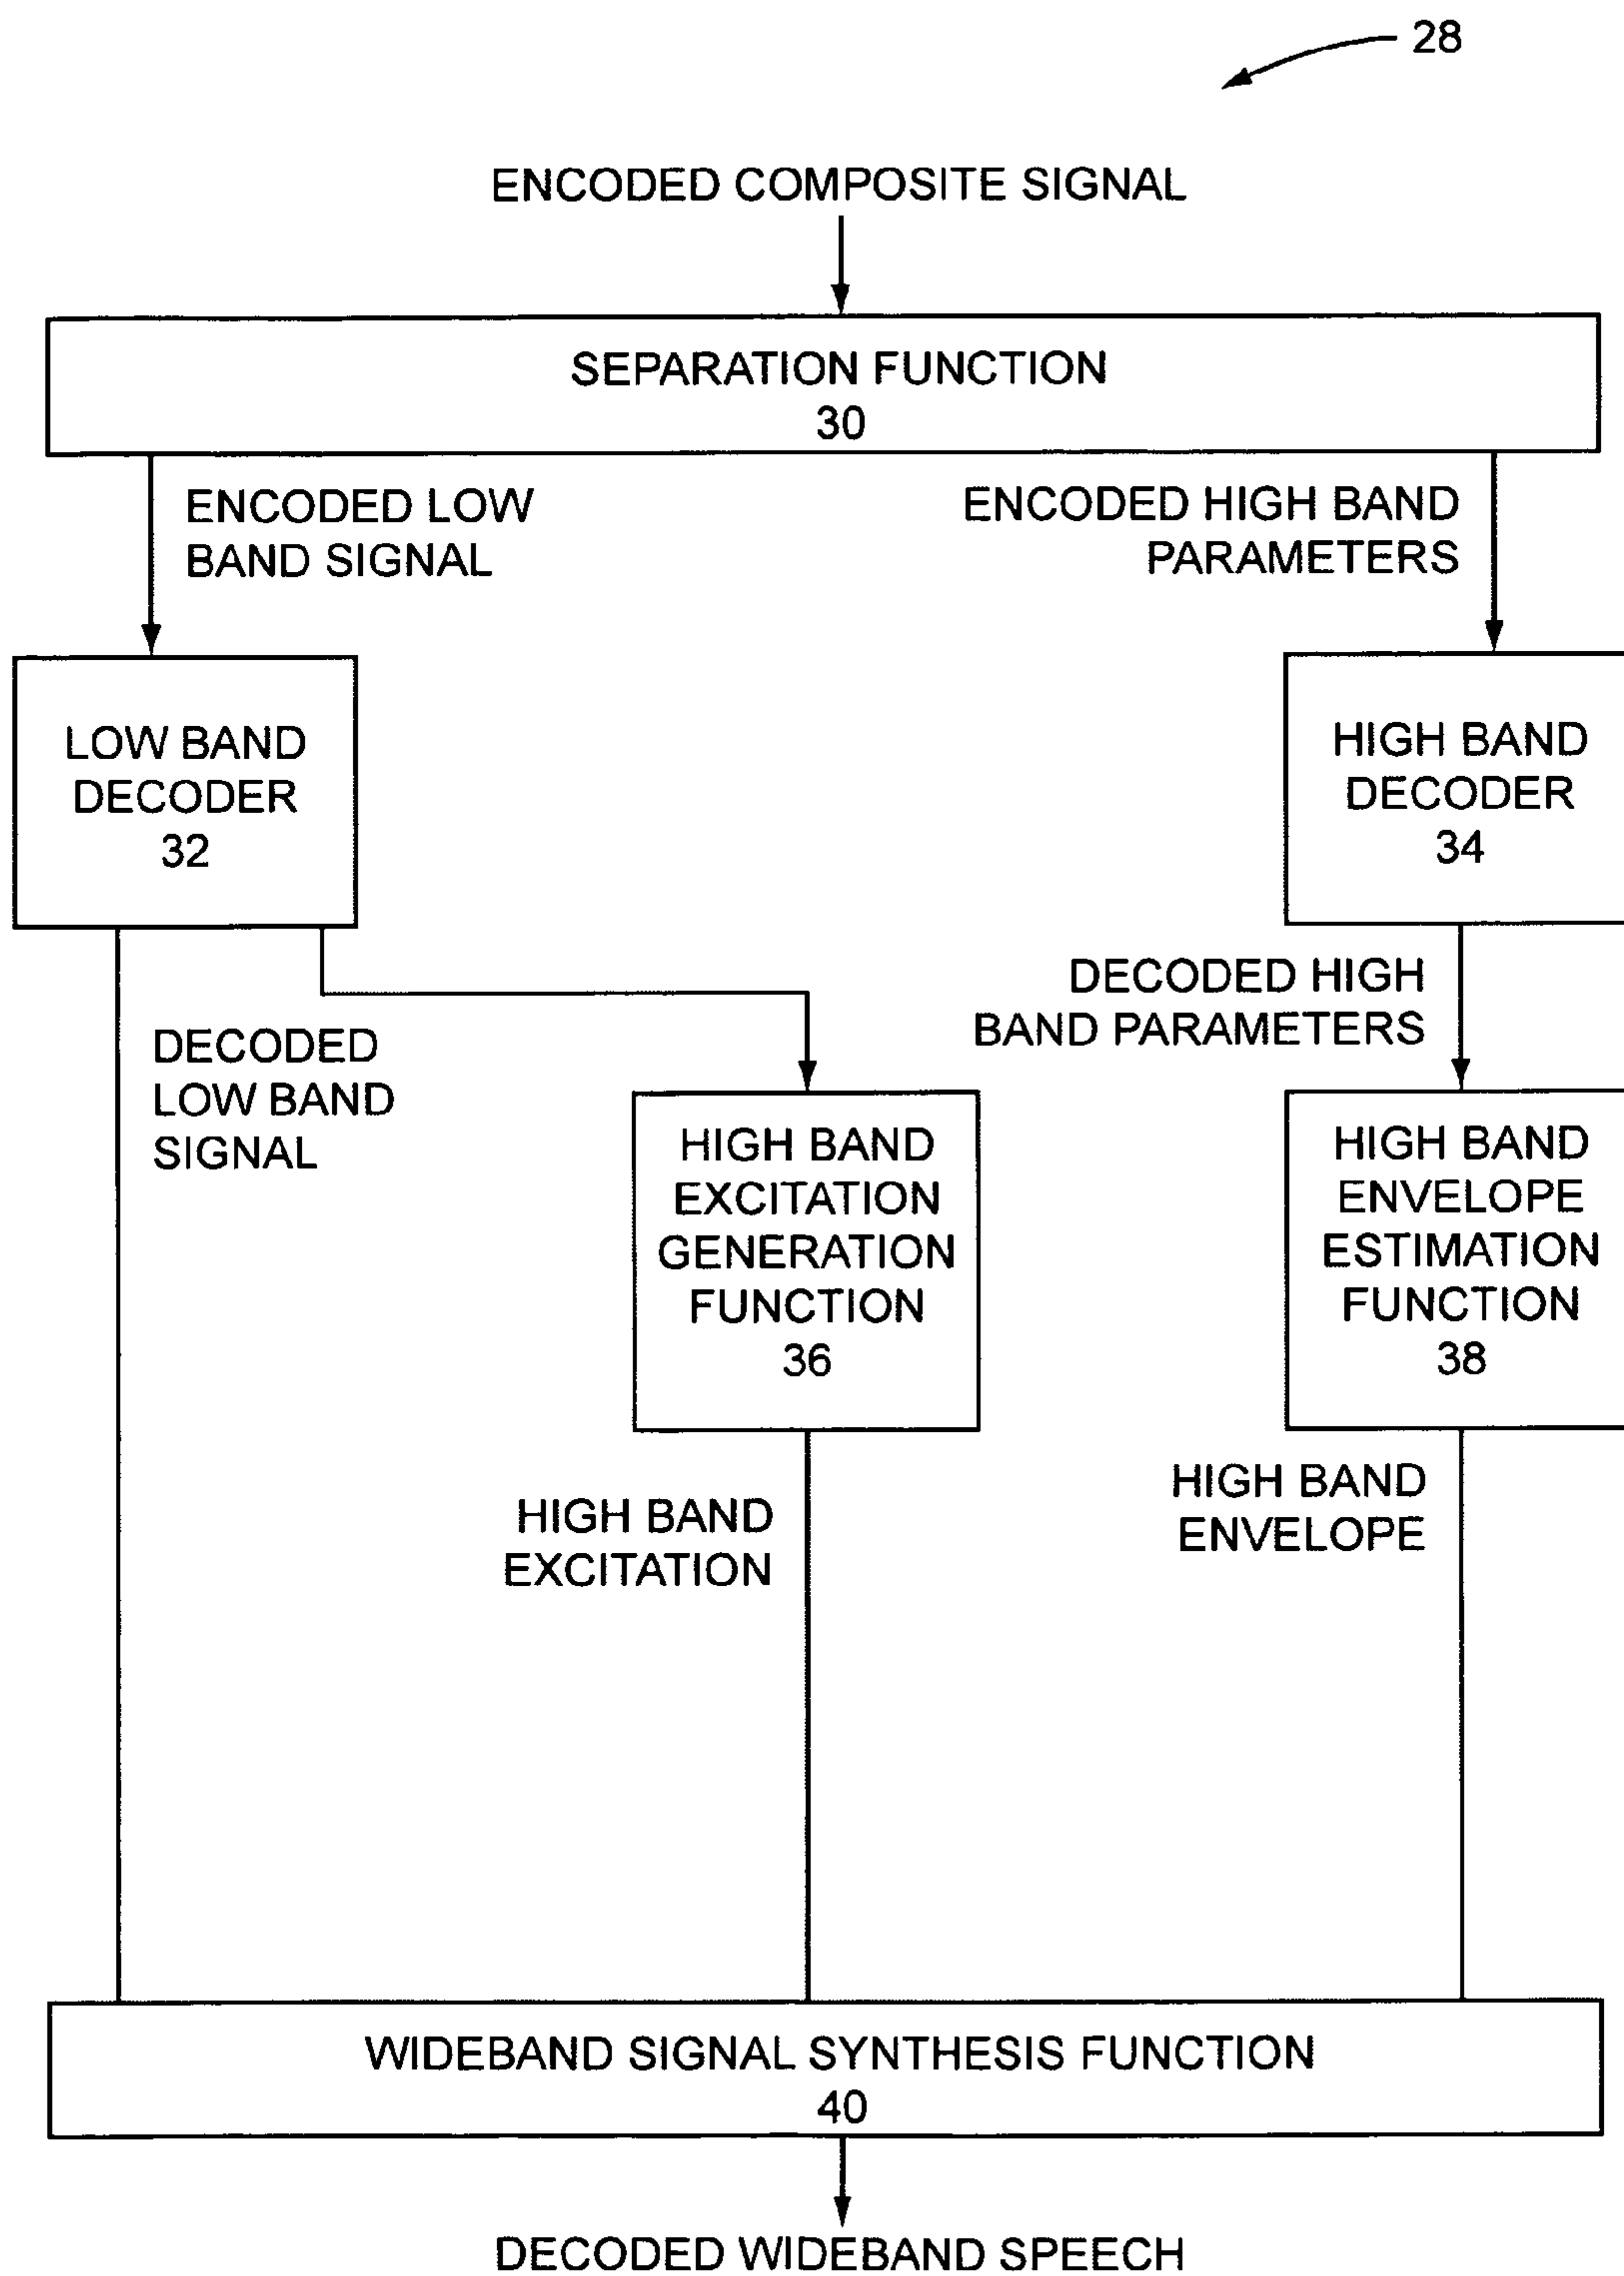 28
ENCODED COMPOSITE SIGNAL
SEPARATION FUNCTION
30
ENCODED LOW
BAND SIGNAL
ENCODED HIGH BAND
PARAMETERS
LOW BAND
DECODER
32
HIGH BAND
DECODER
34
DECODED
LOW BAND
SIGNAL
DECODED HIGH
BAND PARAMETERS
HIGH BAND
EXCITATION
GENERATION
FUNCTION
36
HIGH BAND
ENVELOPE
ESTIMATION
FUNCTION
38
HIGH BAND
EXCITATION
HIGH BAND
ENVELOPE
WIDEBAND SIGNAL SYNTHESIS FUNCTION
40
DECODED WIDEBAND SPEECH